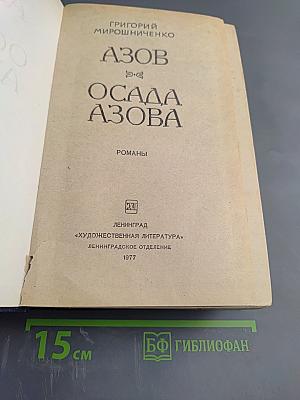 ГРИГОРИЙ
МИРОШНИЧЕНКО
АЗОВ
ОСАДА
АЗОВА
РОМАНЫ
ЛЕНИНГРАД
«ХУДОЖЕСТВЕННАЯ ЛИТЕРАТУРА»
ЛЕНИНГРАДСКОЕ ОТДЕЛЕНИЕ
1977
15 см
БФ ГИБЛИОФАН